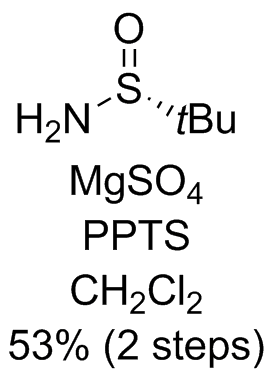 O
S
H₂N
tBu
MgSO₄
PPTS
CH₂Cl₂
53% (2 steps)